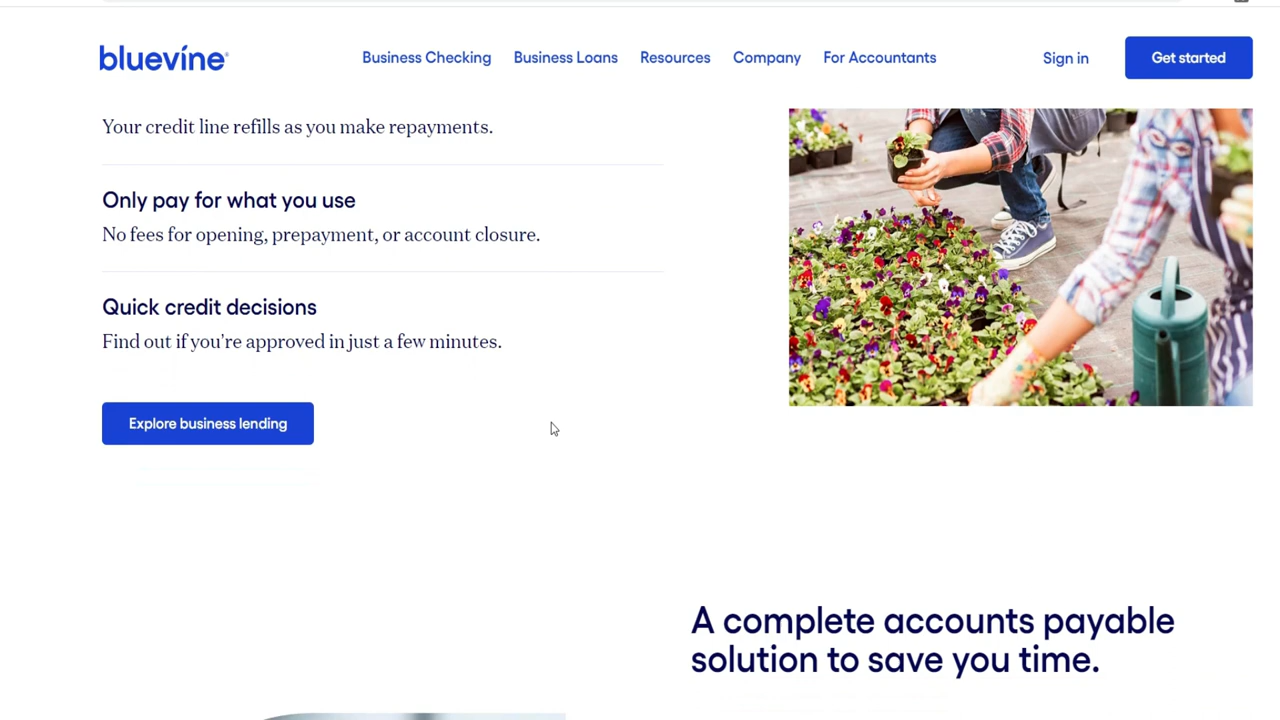 bluevine®
Business Checking
Business Loans
Resources
Company
For Accountants
Sign in
Get started
Your credit line refills as you make repayments.
Only pay for what you use
No fees for opening, prepayment, or account closure.
Quick credit decisions
Find out if you're approved in just a few minutes.
Explore business lending
A complete accounts payable
solution to save you time.